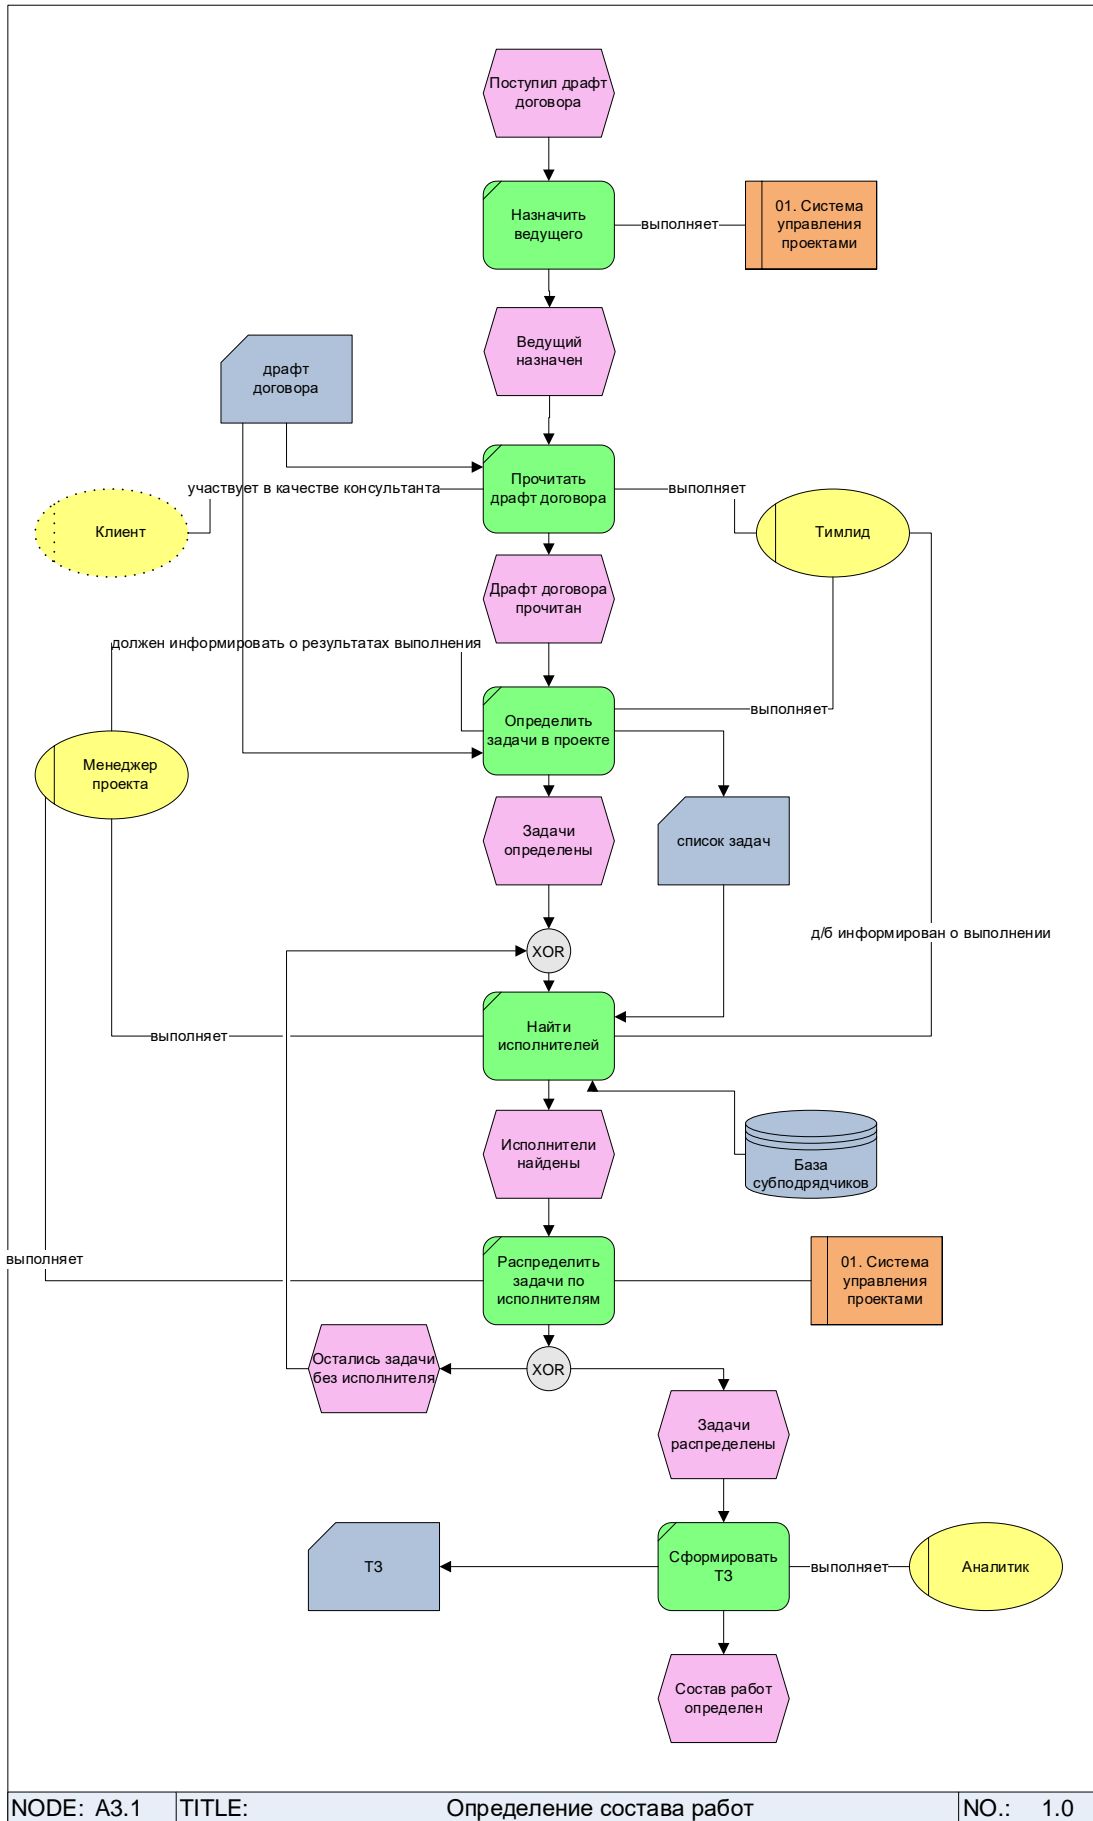 Поступил драфт
договора
Назначить
ведущего
выполняет
01. Система
управления
проектами
Ведущий
назначен
драфт
договора
Прочитать
драфт договора
участвует в качестве консультанта
выполняет
Клиент
Тимлид
Драфт договора
прочитан
должен информировать о результатах выполнения
Определить
задачи в проекте
выполняет
Менеджер
проекта
Задачи
определены
список задач
д/б информирован о выполнении
XOR
Найти
исполнителей
выполняет
Исполнители
найдены
База
субподрядчиков
выполняет
Распределить
задачи по
исполнителям
01. Система
управления
проектами
Остались задачи
без исполнителя
XOR
Задачи
распределены
ТЗ
Сформировать
ТЗ
выполняет
Аналитик
Состав работ
определен
NODE: A3.1 TITLE: Определение состава работ NO.: 1.0